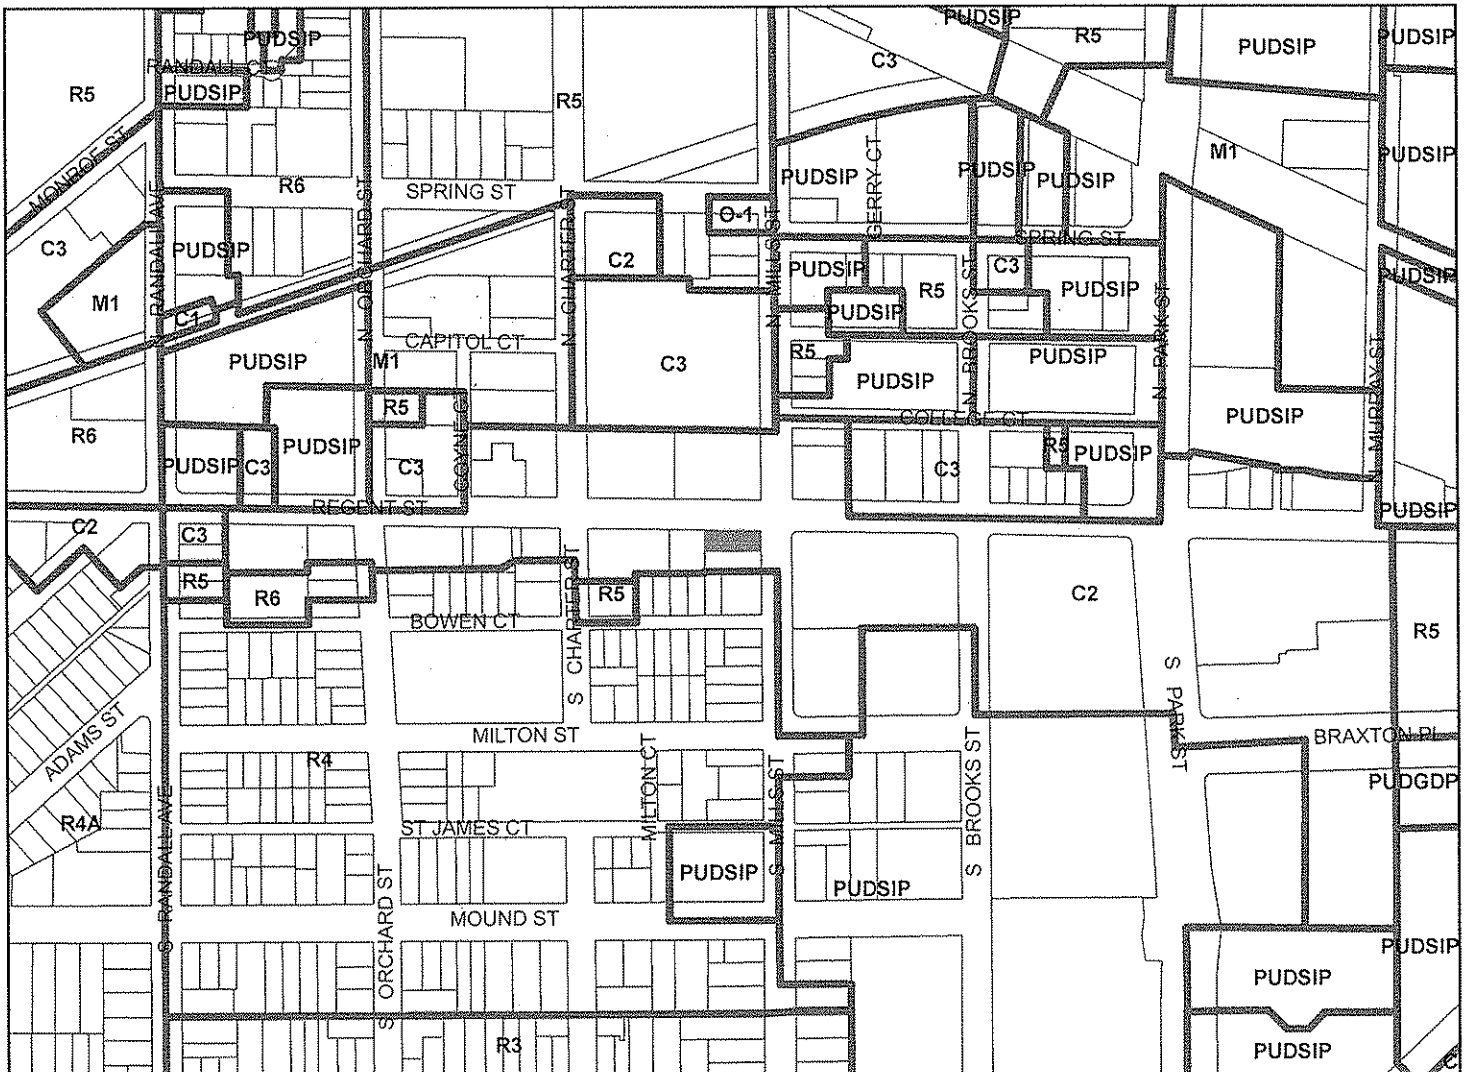 PUDSIP
R5
PUDSIP
PUDSIP
PUDSIP
C3
RANDALL CT
R5
PUDSIP
R5
MONROE ST
M1
PUDSIP
PUDSIP
PUDSIP
PUDSIP
GERRY CT
R6
SPRING ST
N RANDALL AVE
N ORCHARD ST
N CHARTER ST
O-1
N MILLS ST
SPRING ST
C3
PUDSIP
C2
PUDSIP
C3
PUDSIP
R5
PUDSIP
M1
C1
PUDSIP
N BROOKS ST
N PARK ST
CAPITOL CT
R5
PUDSIP
PUDSIP
M1
C3
PUDSIP
N MURRAY ST
R5
COYNE CT
COLLEGE CT
PUDSIP
R6
PUDSIP
R5
PUDSIP
PUDSIP
C3
C3
C3
REGENT ST
PUDSIP
C2
C3
R5
R6
R5
C2
BOWEN CT
S CHARTER ST
R5
S PARK ST
MILTON ST
BRAXTON PL
ADAMS ST
R4
MILTON CT
S MILLS ST
S BROOKS ST
PUDGDP
R4A
ST JAMES CT
S RANDALL AVE
PUDSIP
PUDSIP
S ORCHARD ST
MOUND ST
PUDSIP
PUDSIP
R3
PUDSIP